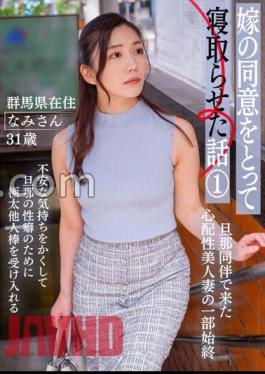 嫁の同意をとって
寝取らせた話①
旦那同伴で来た
心配性美人妻の一部始終
群馬県在住
なみさん
31歳
不安な気持ちをかくして
旦那の性癖のために
極太他人棒を受け入れる
JAVHD